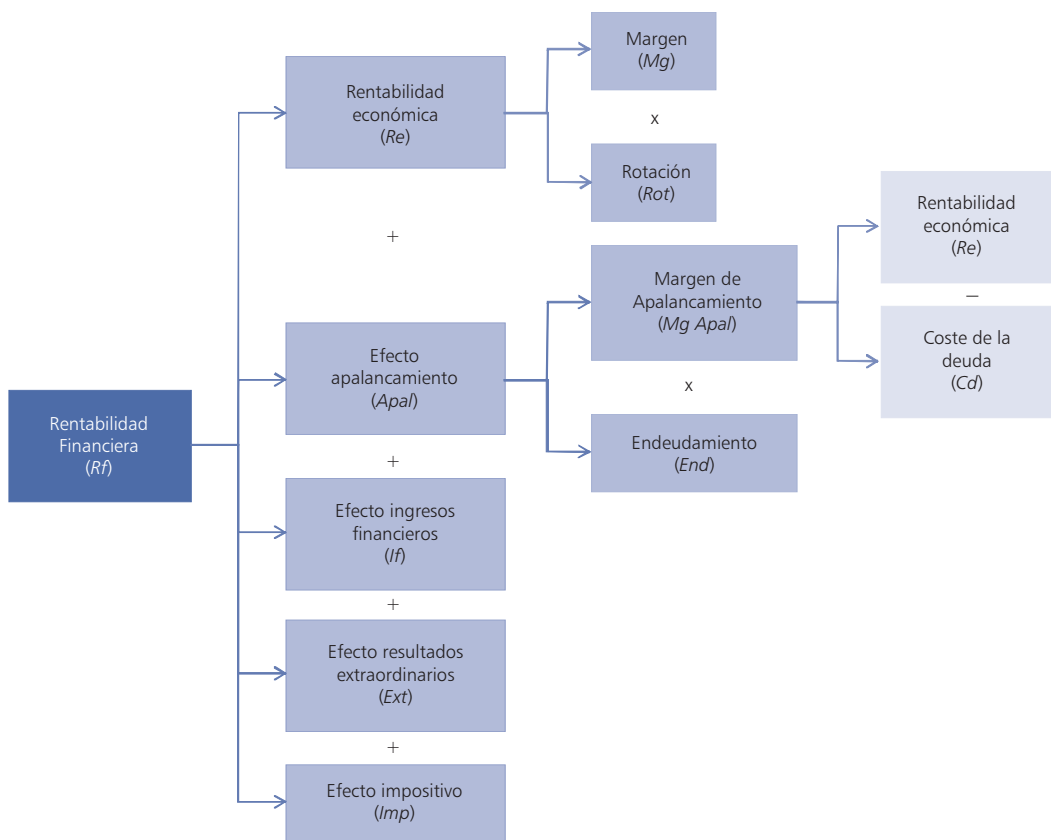 Rentabilidad
Financiera
(Rf)
Rentabilidad
económica
(Re)
+
Efecto
apalancamiento
(Apal)
+
Efecto ingresos
financieros
(If)
+
Efecto resultados
extraordinarios
(Ext)
+
Efecto impositivo
(Imp)
Margen
(Mg)
x
Rotación
(Rot)
Margen de
Apalancamiento
(Mg Apal)
x
Endeudamiento
(End)
Rentabilidad
económica
(Re)
–
Coste de la
deuda
(Cd)